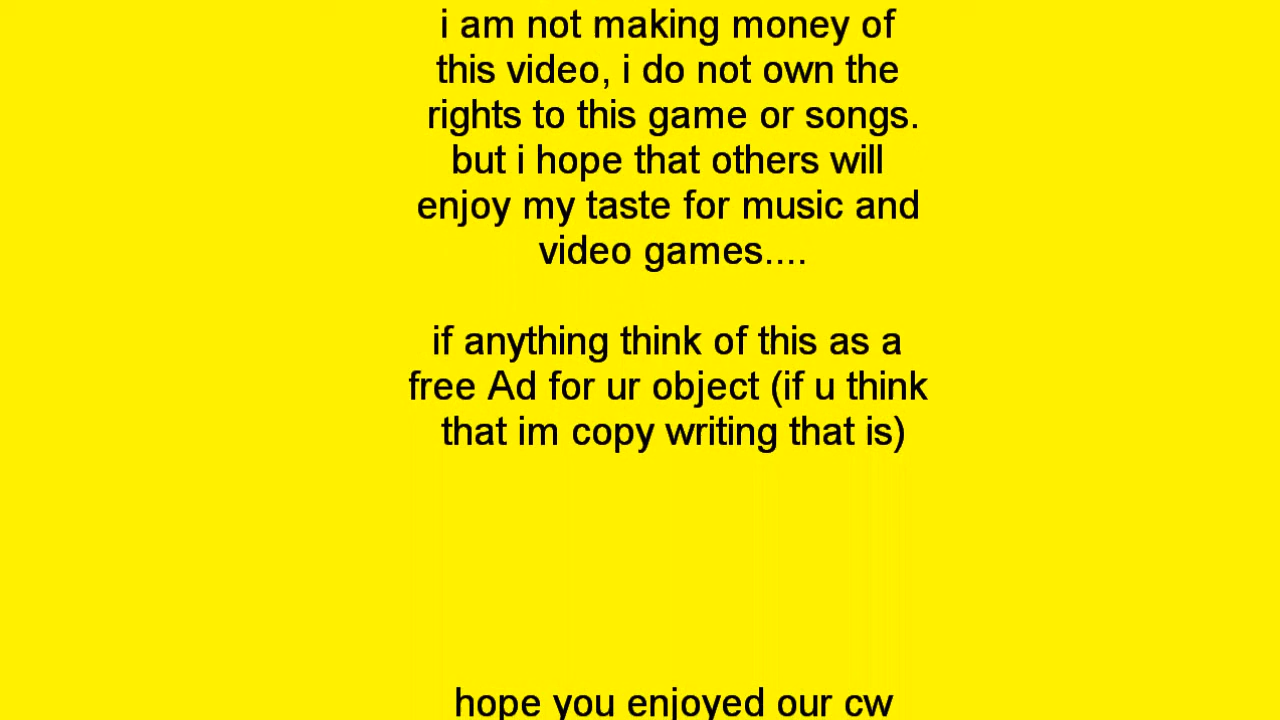 i am not making money of
this video, i do not own the
rights to this game or songs.
but i hope that others will
enjoy my taste for music and
video games....
if anything think of this as a
free Ad for ur object (if u think
that im copy writing that is)
hope you enjoyed our cw